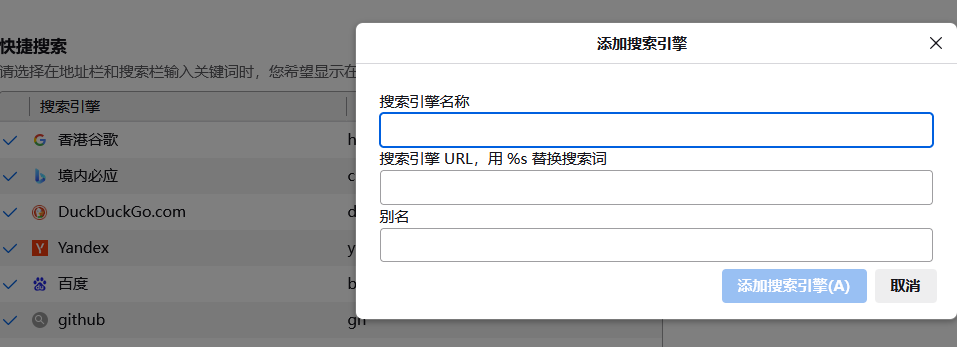 快捷搜索
请选择在地址栏和搜索栏输入关键词时，您希望显示在
搜索引擎
香港谷歌
h
境内必应
c
DuckDuckGo.com
d
Yandex
y
百度
b
github
gh
添加搜索引擎
搜索引擎名称
搜索引擎 URL，用 %s 替换搜索词
别名
添加搜索引擎(A)
取消